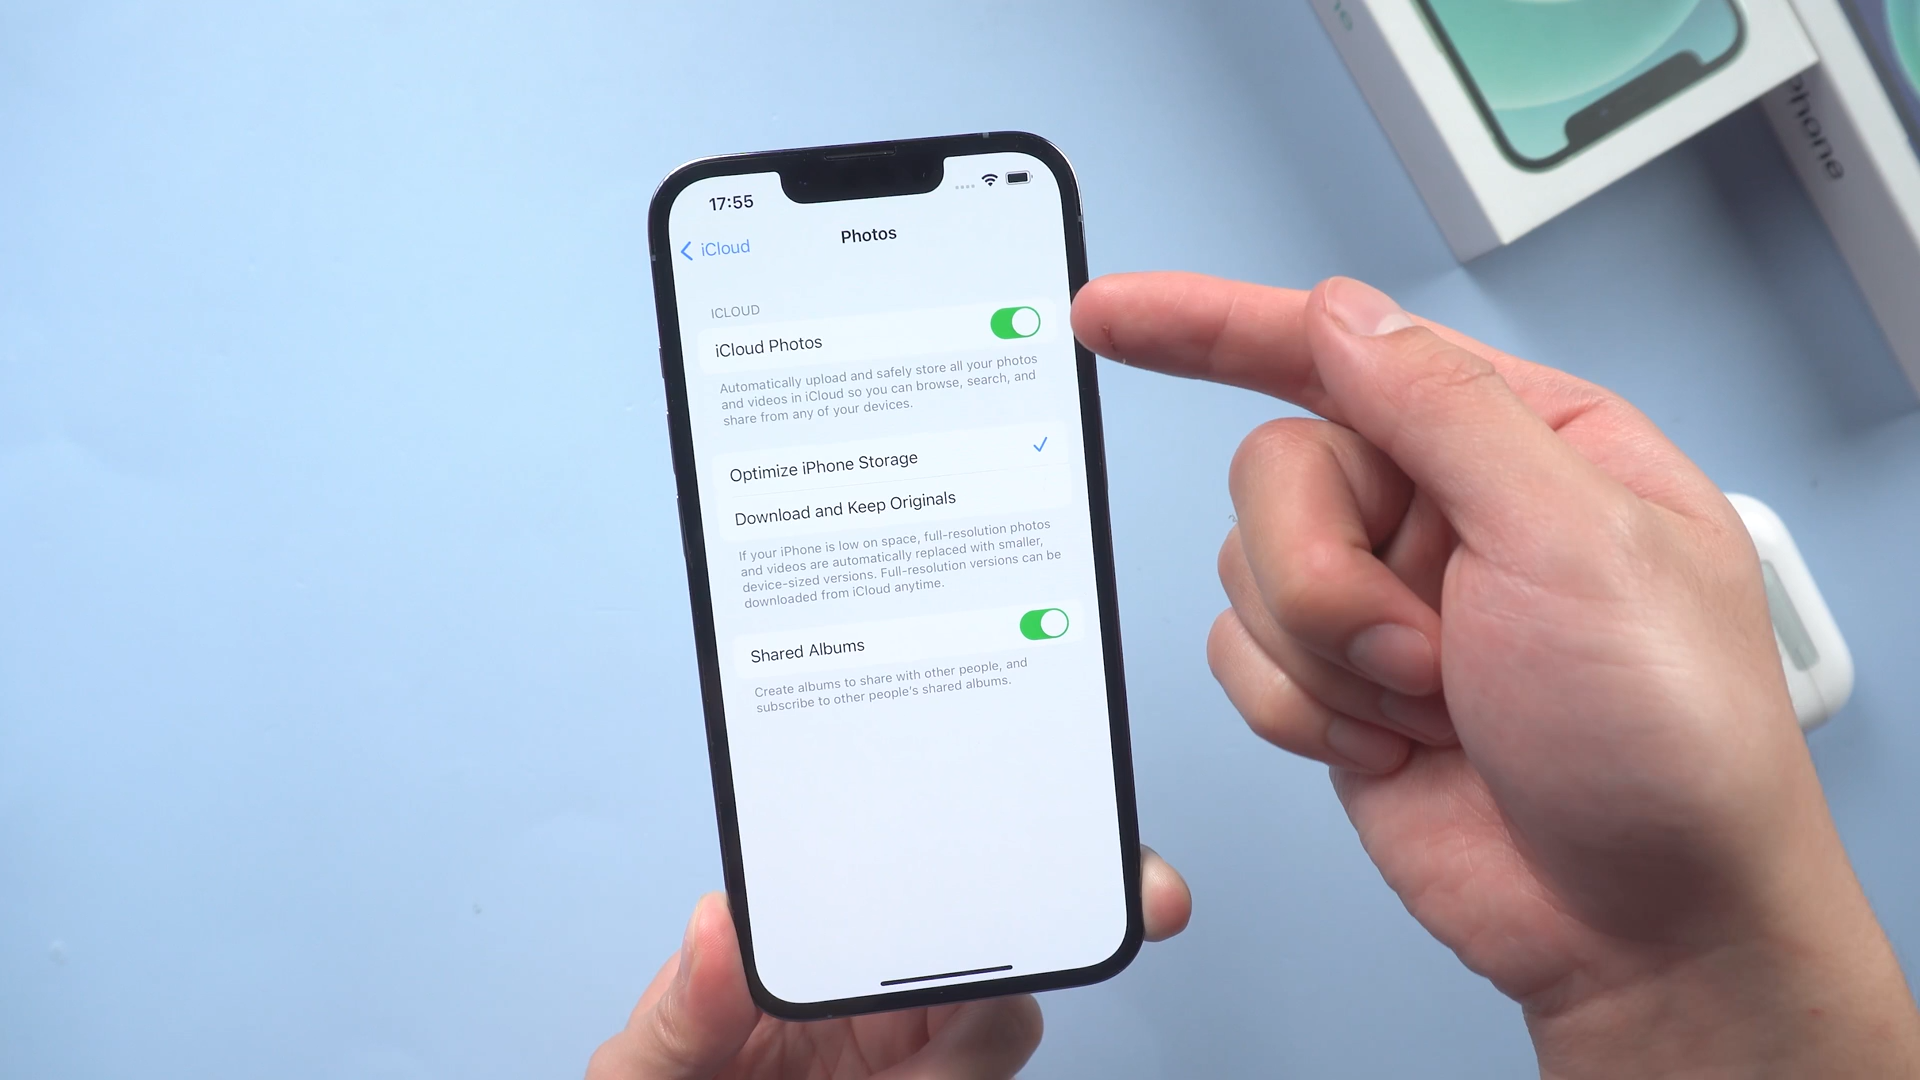 17:55
iCloud
Photos
ICLOUD
iCloud Photos
Automatically upload and safely store all your photos
and videos in iCloud so you can browse, search, and
share from any of your devices.
Optimize iPhone Storage
Download and Keep Originals
If your iPhone is low on space, full-resolution photos
and videos are automatically replaced with smaller,
device-sized versions. Full-resolution versions can be
downloaded from iCloud anytime.
Shared Albums
Create albums to share with other people, and
subscribe to other people's shared albums.
Phone
ne